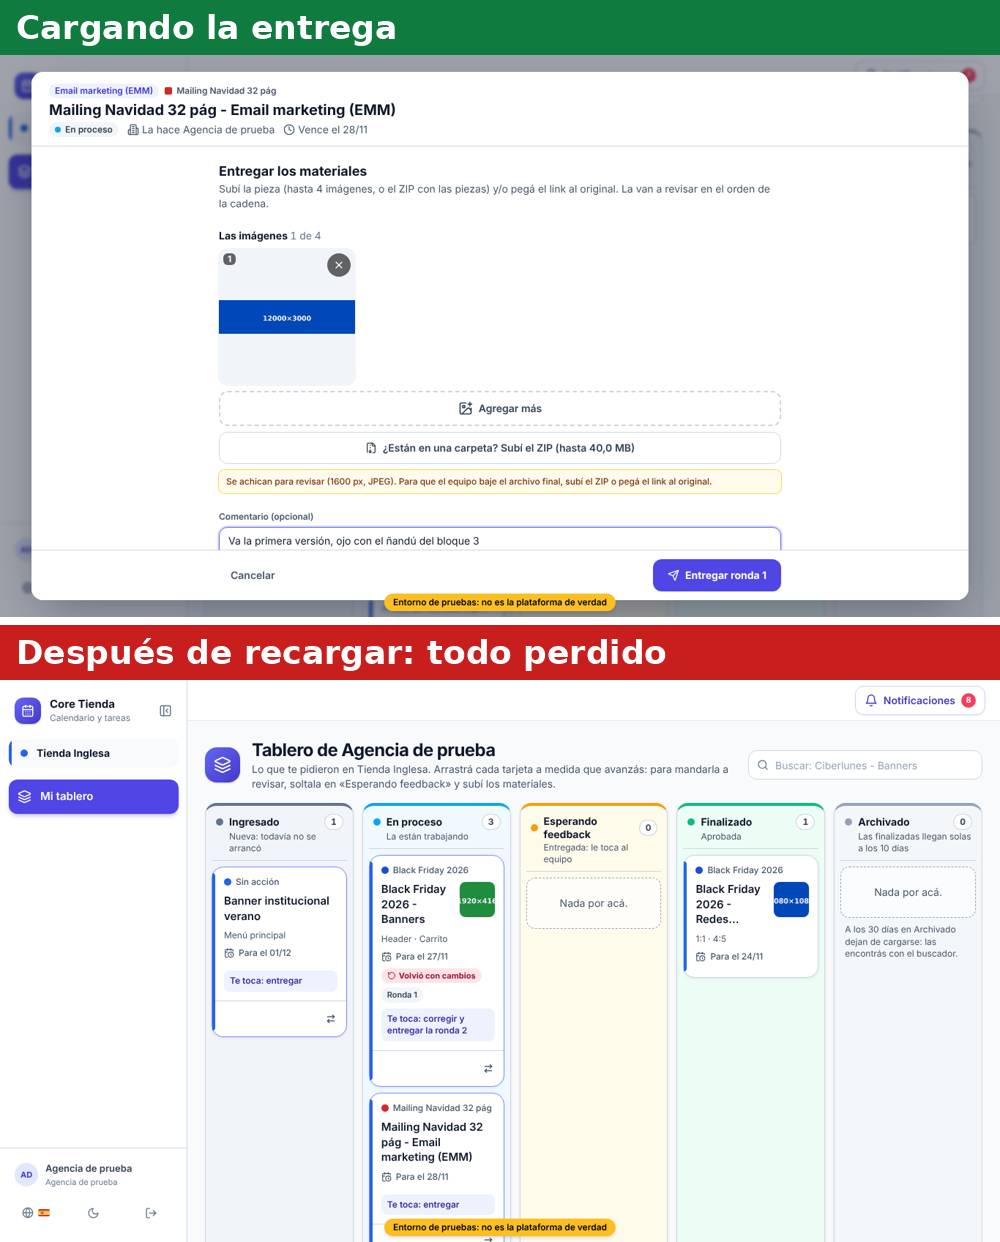 Cargando la entrega
Email marketing (EMM) Mailing Navidad 32 pág
Mailing Navidad 32 pág - Email marketing (EMM)
En proceso La hace Agencia de prueba Vence el 28/11
Entregar los materiales
Subí la pieza (hasta 4 imágenes, o el ZIP con las piezas) y/o pegá el link al original. La van a revisar en el orden de
la cadena.
Las imágenes 1 de 4
1
12000×3000
Agregar más
¿Están en una carpeta? Subí el ZIP (hasta 40,0 MB)
Se achican para revisar (1600 px, JPEG). Para que el equipo baje el archivo final, subí el ZIP o pegá el link al original.
Comentario (opcional)
Va la primera versión, ojo con el ñandú del bloque 3
Cancelar
Entregar ronda 1
Entorno de pruebas: no es la plataforma de verdad
Después de recargar: todo perdido
Core Tienda
Calendario y tareas
Tienda Inglesa
Mi tablero
Notificaciones 8
Tablero de Agencia de prueba
Lo que te pidieron en Tienda Inglesa. Arrastrá cada tarjeta a medida que avanzás: para mandarla a
revisar, soltala en «Esperando feedback» y subí los materiales.
Buscar: Ciberlunes - Banners
Ingresado 1
Nueva: todavía no se
arrancó
Sin acción
Banner institucional
verano
Menú principal
Para el 01/12
Te toca: entregar
En proceso 3
La están trabajando
Black Friday 2026
Black Friday
2026 -
Banners
1920×416
Header · Carrito
Para el 27/11
Volvió con cambios
Ronda 1
Te toca: corregir y
entregar la ronda 2
Mailing Navidad 32 pág
Mailing Navidad 32
pág - Email
marketing (EMM)
Para el 28/11
Te toca: entregar
Esperando
feedback 0
Entregada: le toca al
equipo
Nada por acá.
Finalizado 1
Aprobada
Black Friday 2026
Black Friday
2026 -
Redes...
080×108
1:1 · 4:5
Para el 24/11
Archivado 0
Las finalizadas llegan solas
a los 10 días
Nada por acá.
A los 30 días en Archivado
dejan de cargarse: las
encontrás con el buscador.
AD
Agencia de prueba
Agencia de prueba
Entorno de pruebas: no es la plataforma de verdad